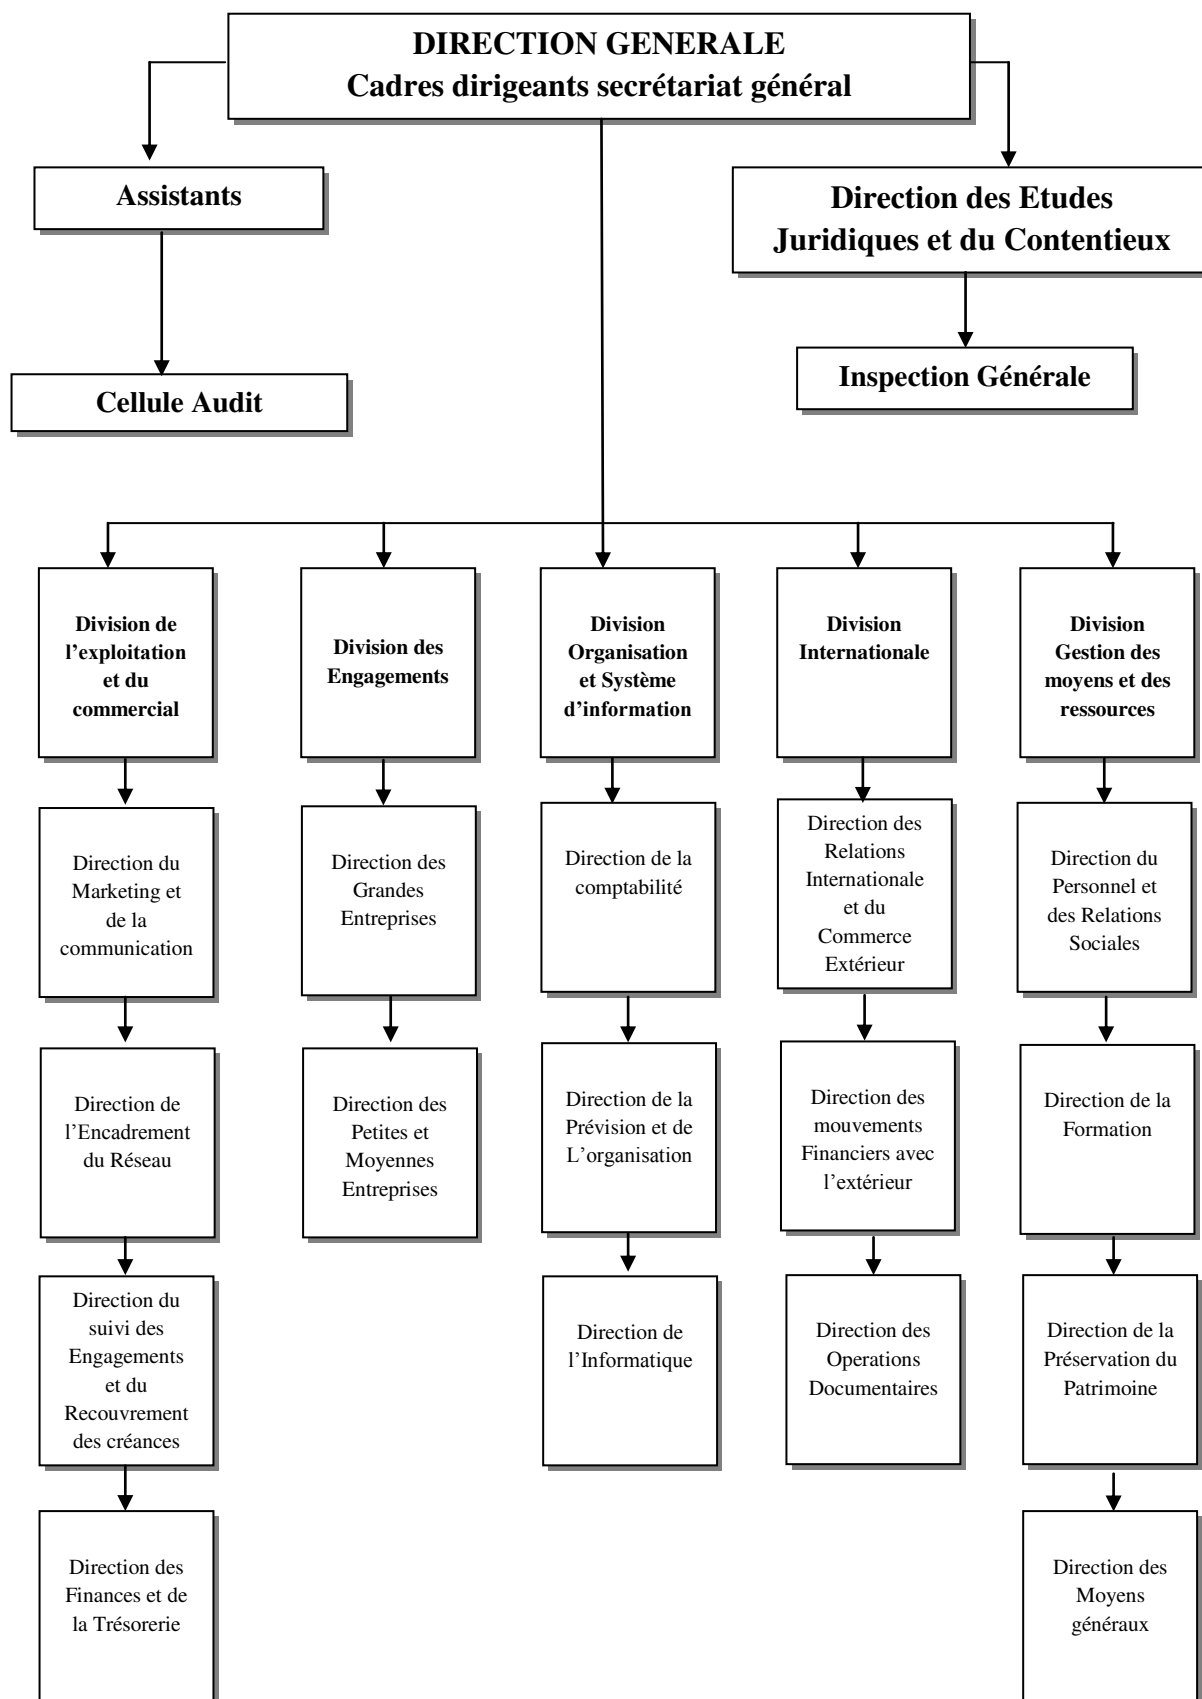 DIRECTION GENERALE
Cadres dirigeants secrétariat général
Assistants
Direction des Etudes
Juridiques et du Contentieux
Inspection Générale
Cellule Audit
Division de
l’exploitation
et du
commercial
Division des
Engagements
Division
Organisation
et Système
d’information
Division
Internationale
Division
Gestion des
moyens et des
ressources
Direction du
Marketing et
de la
communication
Direction des
Grandes
Entreprises
Direction de la
comptabilité
Direction des
Relations
Internationale
et du
Commerce
Extérieur
Direction du
Personnel et
des Relations
Sociales
Direction de
l’Encadrement
du Réseau
Direction des
Petites et
Moyennes
Entreprises
Direction de la
Prévision et de
L’organisation
Direction des
mouvements
Financiers avec
l’extérieur
Direction de la
Formation
Direction du
suivi des
Engagements
et du
Recouvrement
des créances
Direction de
l’Informatique
Direction des
Operations
Documentaires
Direction de la
Préservation du
Patrimoine
Direction des
Finances et de
la Trésorerie
Direction des
Moyens
généraux